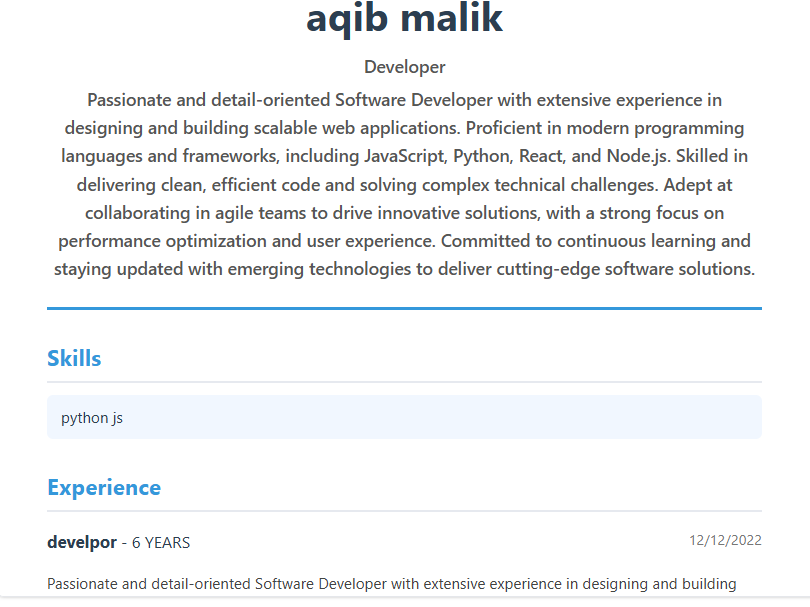 aqib malik
Developer
Passionate and detail-oriented Software Developer with extensive experience in
designing and building scalable web applications. Proficient in modern programming
languages and frameworks, including JavaScript, Python, React, and Node.js. Skilled in
delivering clean, efficient code and solving complex technical challenges. Adept at
collaborating in agile teams to drive innovative solutions, with a strong focus on
performance optimization and user experience. Committed to continuous learning and
staying updated with emerging technologies to deliver cutting-edge software solutions.
Skills
python js
Experience
develpor - 6 YEARS 12/12/2022
Passionate and detail-oriented Software Developer with extensive experience in designing and building